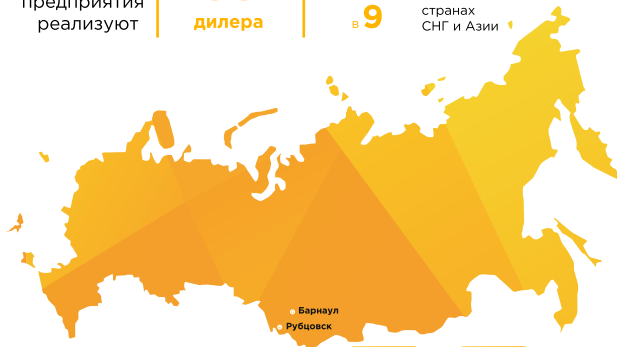 предприятия
реализуют
дилера
в 9
странах
СНГ и Азии
Барнаул
Рубцовск